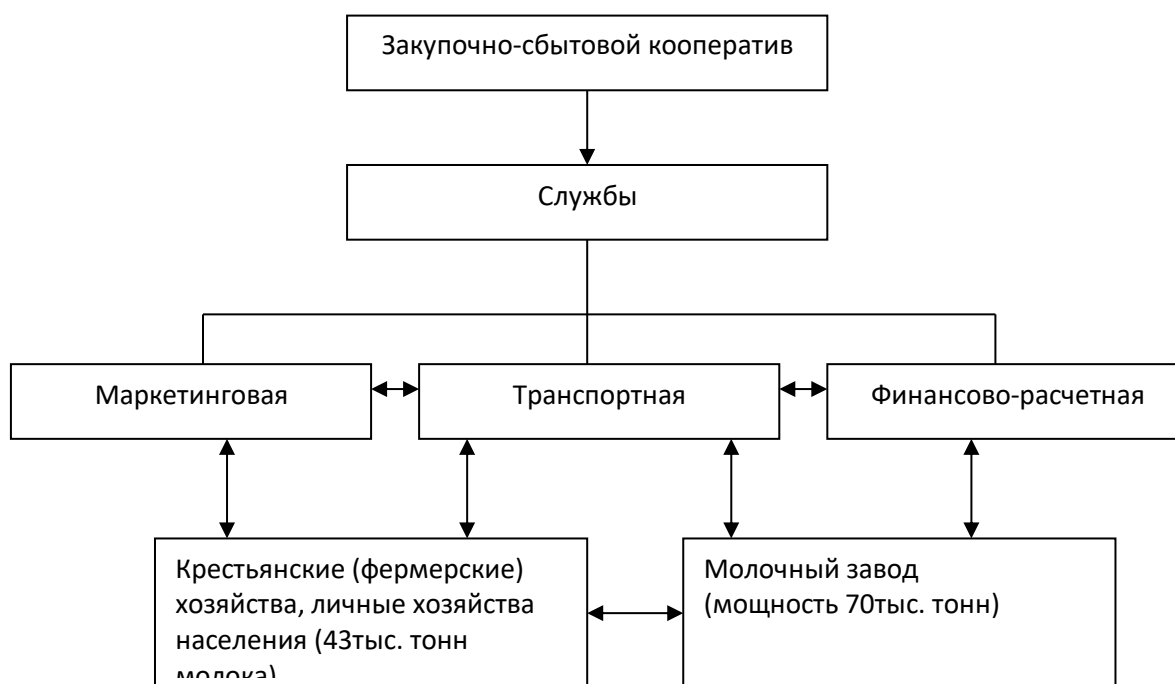 Закупочно-сбытовой кооператив
Службы
Маркетинговая
Транспортная
Финансово-расчетная
Крестьянские (фермерские)
хозяйства, личные хозяйства
населения (43тыс. тонн
молока)
Молочный завод
(мощность 70тыс. тонн)